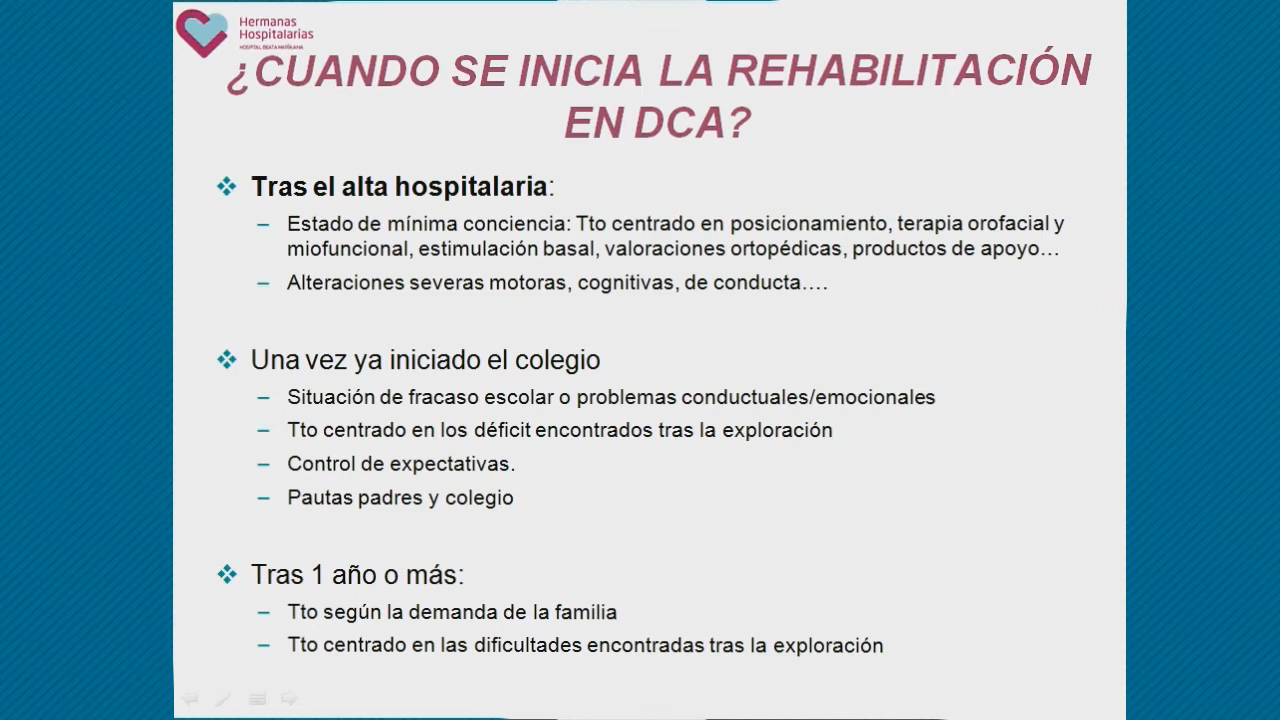 Hermanas
Hospitalarias
HOSPITAL BEATA MARÍA ANA
¿CUANDO SE INICIA LA REHABILITACIÓN
EN DCA?
Tras el alta hospitalaria:
– Estado de mínima conciencia: Tto centrado en posicionamiento, terapia orofacial y
miofuncional, estimulación basal, valoraciones ortopédicas, productos de apoyo…
– Alteraciones severas motoras, cognitivas, de conducta….
Una vez ya iniciado el colegio
– Situación de fracaso escolar o problemas conductuales/emocionales
– Tto centrado en los déficit encontrados tras la exploración
– Control de expectativas.
– Pautas padres y colegio
Tras 1 año o más:
– Tto según la demanda de la familia
– Tto centrado en las dificultades encontradas tras la exploración